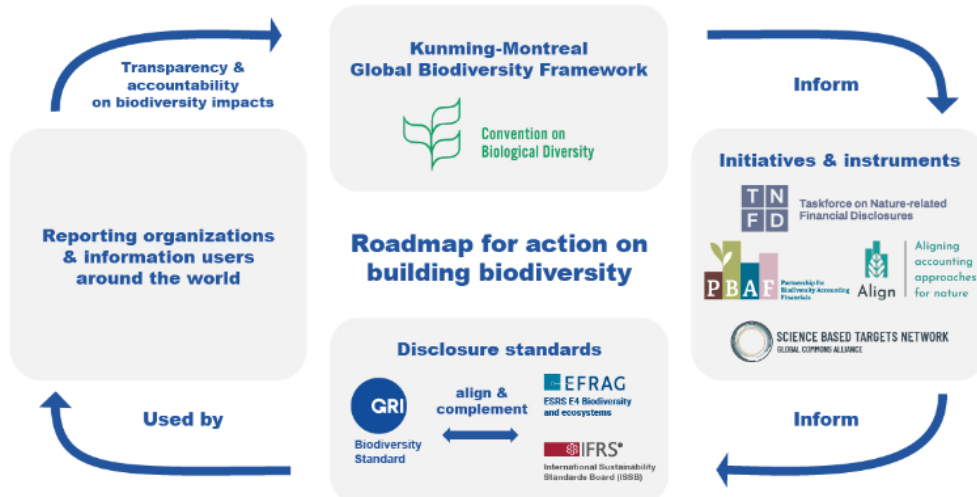 Transparency &
accountability
on biodiversity impacts
Kunming-Montreal
Global Biodiversity Framework
Convention on
Biological Diversity
Inform
Initiatives & instruments
TN
FD
Taskforce on Nature-related
Financial Disclosures
PBAF
Partnership for
Biodiversity Accounting
Financials
Align
Aligning
accounting
approaches
for nature
SCIENCE BASED TARGETS NETWORK
GLOBAL COMMONS ALLIANCE
Reporting organizations
& information users
around the world
Roadmap for action on
building biodiversity
Disclosure standards
GRI
Biodiversity
Standard
align &
complement
EFRAG
ESRS E4 Biodiversity
and ecosystems
IFRS®
International Sustainability
Standards Board (ISSB)
Used by
Inform